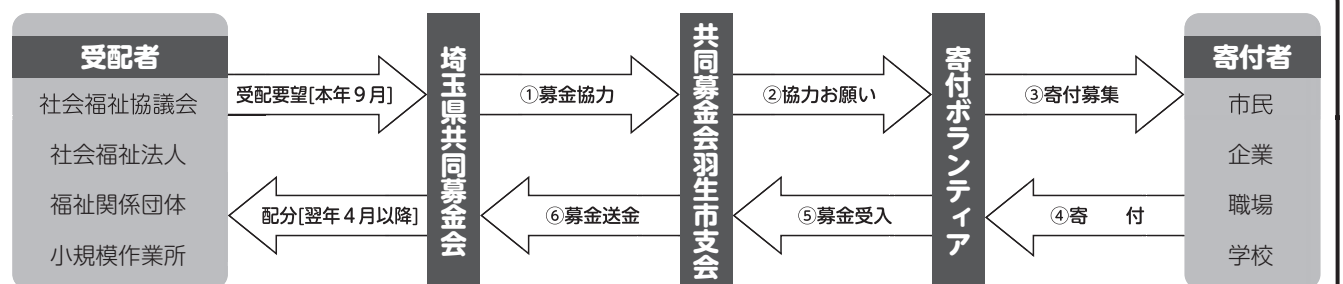 受配者
社会福祉協議会
社会福祉法人
福祉関係団体
小規模作業所
受配要望[本年9月]
配分[翌年4月以降]
埼玉県共同募金会
①募金協力
⑥募金送金
共同募金会羽生市支会
②協力お願い
⑤募金受入
寄付ボランティア
③寄付募集
④寄　付
寄付者
市民
企業
職場
学校